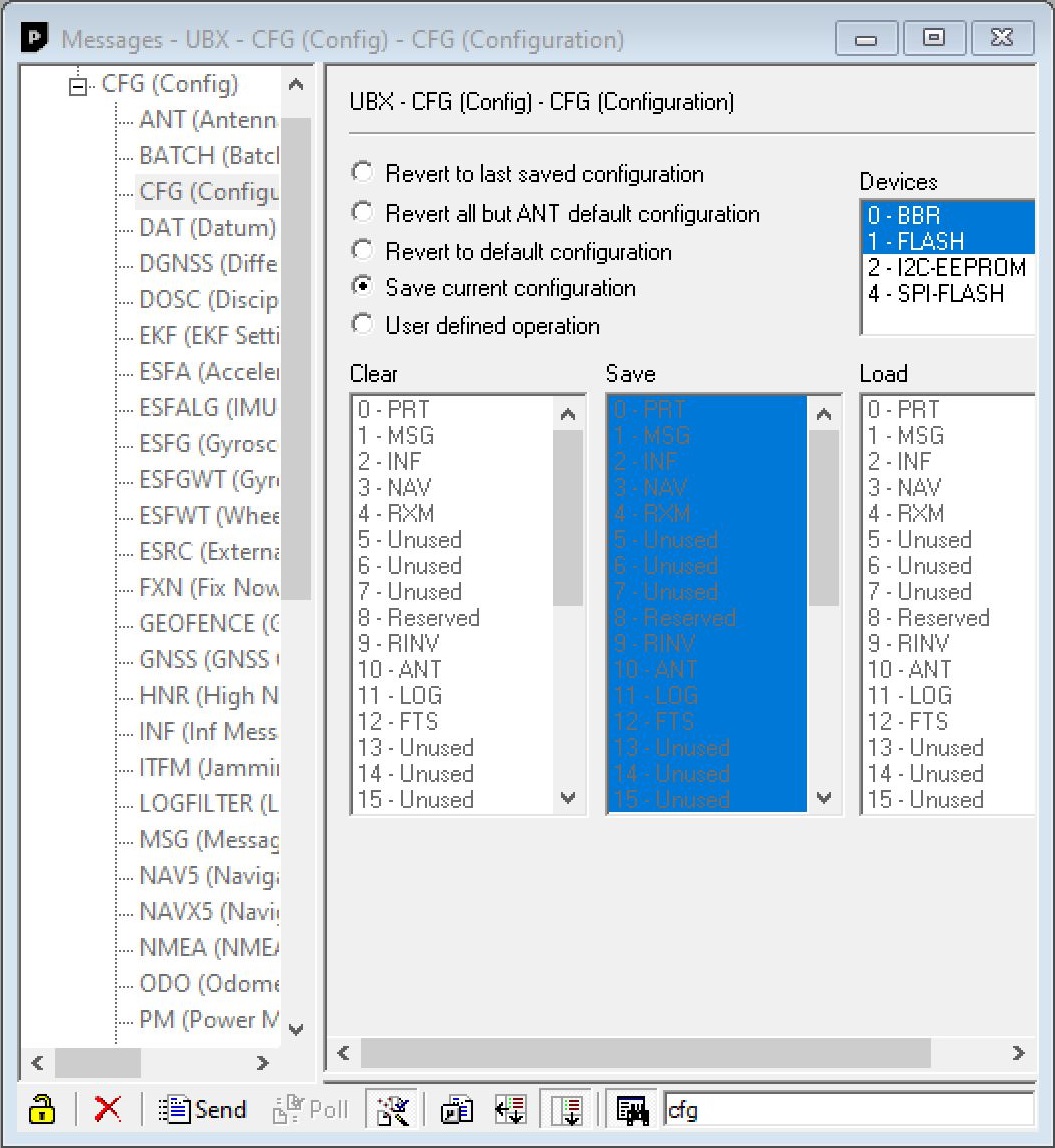 Messages - UBX - CFG (Config) - CFG (Configuration)
CFG (Config)
ANT (Antenn
BATCH (Batcl
CFG (Configu
DAT (Datum)
DGNSS (Diffe
DOSC (Discip
EKF (EKF Setti
ESFA (Acceler
ESFALG (IMU
ESFG (Gyrosc
ESFGWT (Gyr
ESFWT (Whee
ESRC (Externa
FXN (Fix Now
GEOFENCE (G
GNSS (GNSS
HNR (High N
INF (Inf Mess
ITFM (Jammi
LOGFILTER (L
MSG (Messag
NAV5 (Naviga
NAVX5 (Navig
NMEA (NMEA
ODO (Odome
PM (Power M
UBX - CFG (Config) - CFG (Configuration)
Revert to last saved configuration
Revert all but ANT default configuration
Revert to default configuration
Save current configuration
User defined operation
Devices
0 - BBR
1 - FLASH
2 - I2C-EEPROM
4 - SPI-FLASH
Clear
0 - PRT
1 - MSG
2 - INF
3 - NAV
4 - RXM
5 - Unused
6 - Unused
7 - Unused
8 - Reserved
9 - RINV
10 - ANT
11 - LOG
12 - FTS
13 - Unused
14 - Unused
15 - Unused
Save
0 - PRT
1 - MSG
2 - INF
3 - NAV
4 - RXM
5 - Unused
6 - Unused
7 - Unused
8 - Reserved
9 - RINV
10 - ANT
11 - LOG
12 - FTS
13 - Unused
14 - Unused
15 - Unused
Load
0 - PRT
1 - MSG
2 - INF
3 - NAV
4 - RXM
5 - Unused
6 - Unused
7 - Unused
8 - Reserved
9 - RINV
10 - ANT
11 - LOG
12 - FTS
13 - Unused
14 - Unused
15 - Unused
Send
Poll
cfg